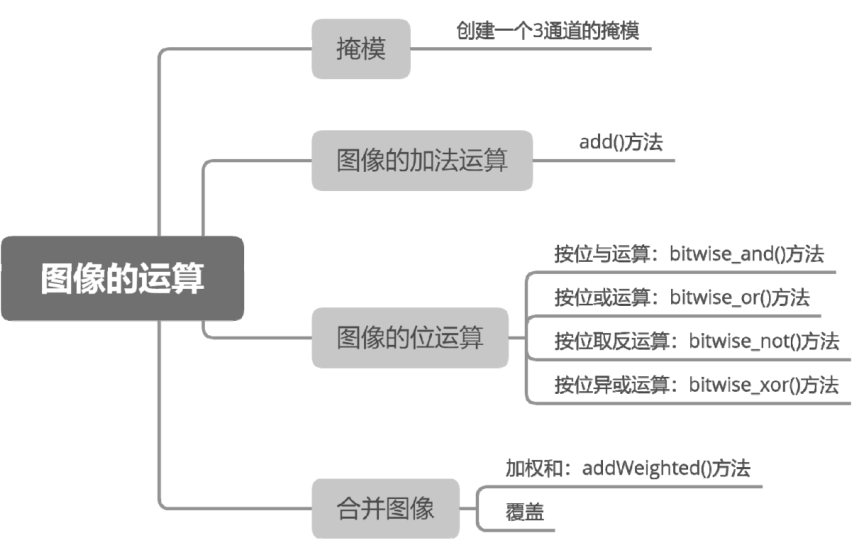 掩模
创建一个3通道的掩模
图像的加法运算
add()方法
图像的运算
图像的位运算
按位与运算：bitwise_and()方法
按位或运算：bitwise_or()方法
按位取反运算：bitwise_not()方法
按位异或运算：bitwise_xor()方法
合并图像
加权和：addWeighted()方法
覆盖